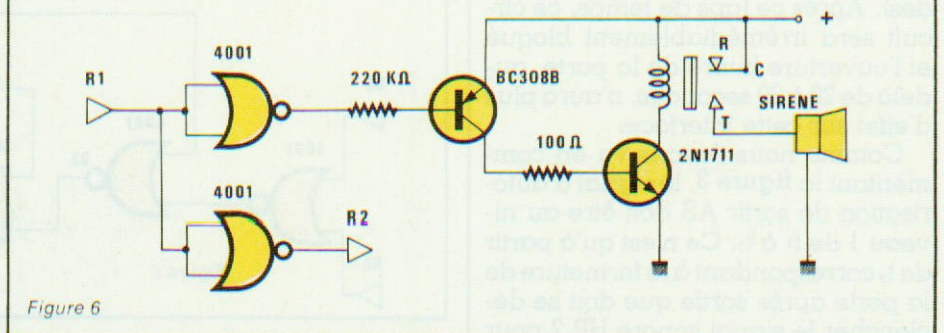 R1
4001
220 KΩ
BC308B
+
R
C
T
SIRENE
100 Ω
2N1711
4001
R2
Figure 6